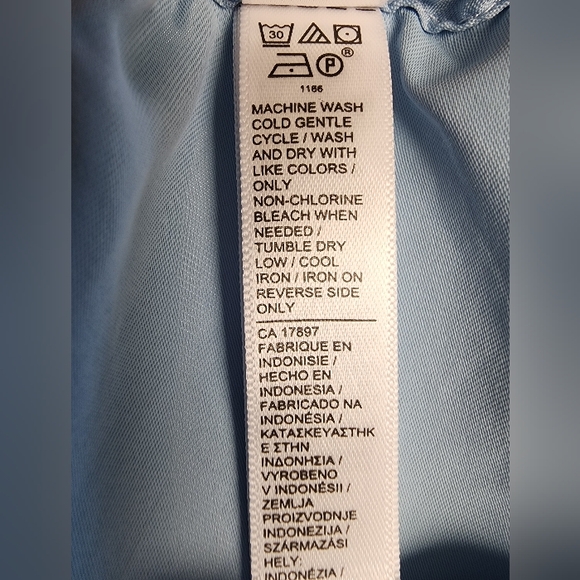 30
P ®
1166
MACHINE WASH
COLD GENTLE
CYCLE / WASH
AND DRY WITH
LIKE COLORS /
ONLY
NON-CHLORINE
BLEACH WHEN
NEEDED /
TUMBLE DRY
LOW / COOL
IRON / IRON ON
REVERSE SIDE
ONLY
CA 17897
FABRIQUE EN
INDONISIE /
HECHO EN
INDONESIA /
FABRICADO NA
INDONÉSIA /
ΚΑΤΑΣΚΕΥΑΣΤΗΚ
Ε ΣΤΗΝ
ΙΝΔΟΝΗΣΙΑ /
VYROBENO
V INDONÉSII /
ZEMLJA
PROIZVODNJE
INDONEZIJA /
SZÁRMAZÁSI
HELY:
INDONÉZIA /